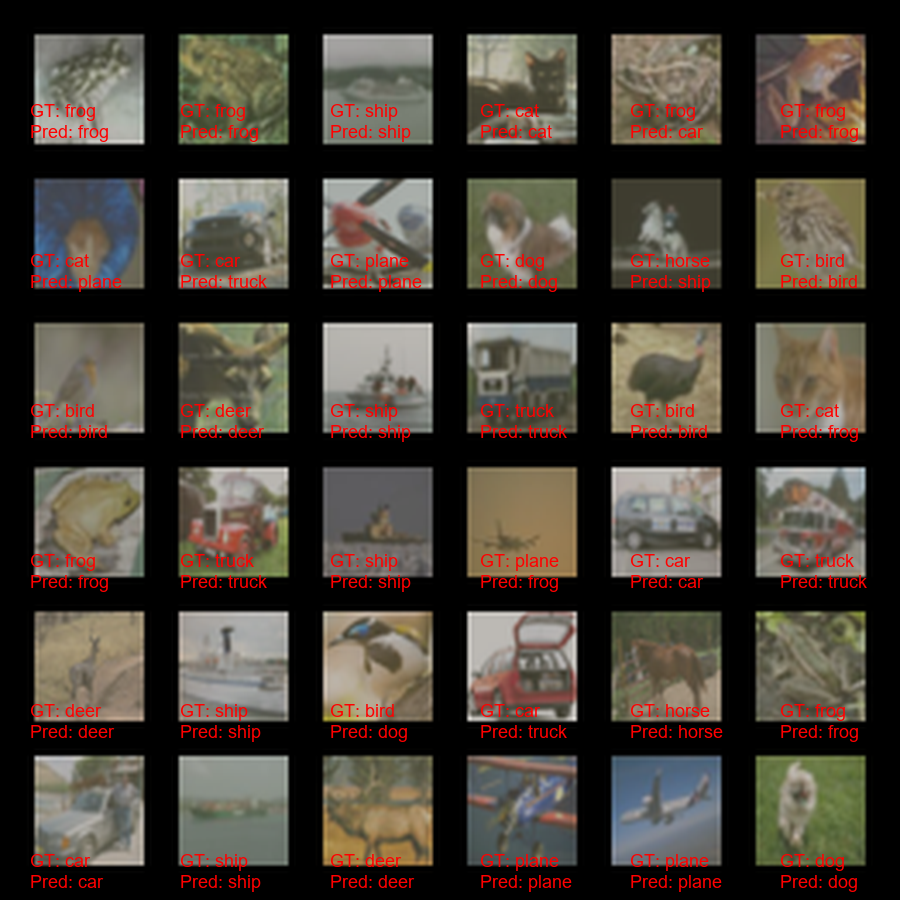 GT: frog
Pred: frog
GT: frog
Pred: frog
GT: ship
Pred: ship
GT: cat
Pred: cat
GT: frog
Pred: car
GT: frog
Pred: frog
GT: cat
Pred: plane
GT: car
Pred: truck
GT: plane
Pred: plane
GT: dog
Pred: dog
GT: horse
Pred: ship
GT: bird
Pred: bird
GT: bird
Pred: bird
GT: deer
Pred: deer
GT: ship
Pred: ship
GT: truck
Pred: truck
GT: bird
Pred: bird
GT: cat
Pred: frog
GT: frog
Pred: frog
GT: truck
Pred: truck
GT: ship
Pred: ship
GT: plane
Pred: frog
GT: car
Pred: car
GT: truck
Pred: truck
GT: deer
Pred: deer
GT: ship
Pred: ship
GT: bird
Pred: dog
GT: car
Pred: truck
GT: horse
Pred: horse
GT: frog
Pred: frog
GT: car
Pred: car
GT: ship
Pred: ship
GT: deer
Pred: deer
GT: plane
Pred: plane
GT: plane
Pred: plane
GT: dog
Pred: dog